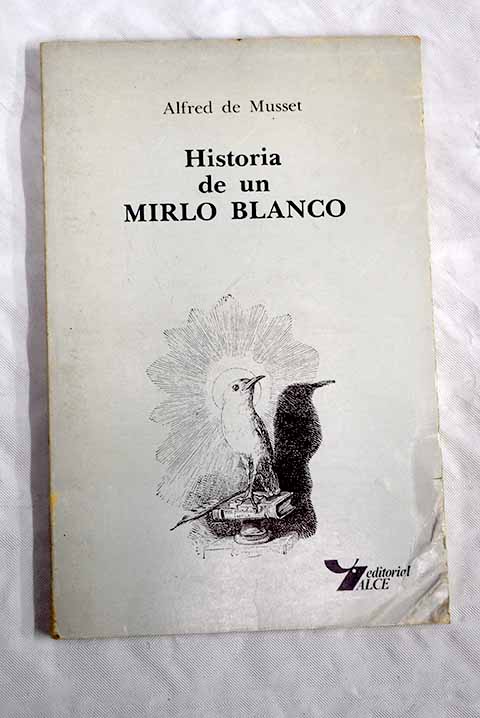 Alfred de Musset
Historia
de un
MIRLO BLANCO
editorial
ALCE